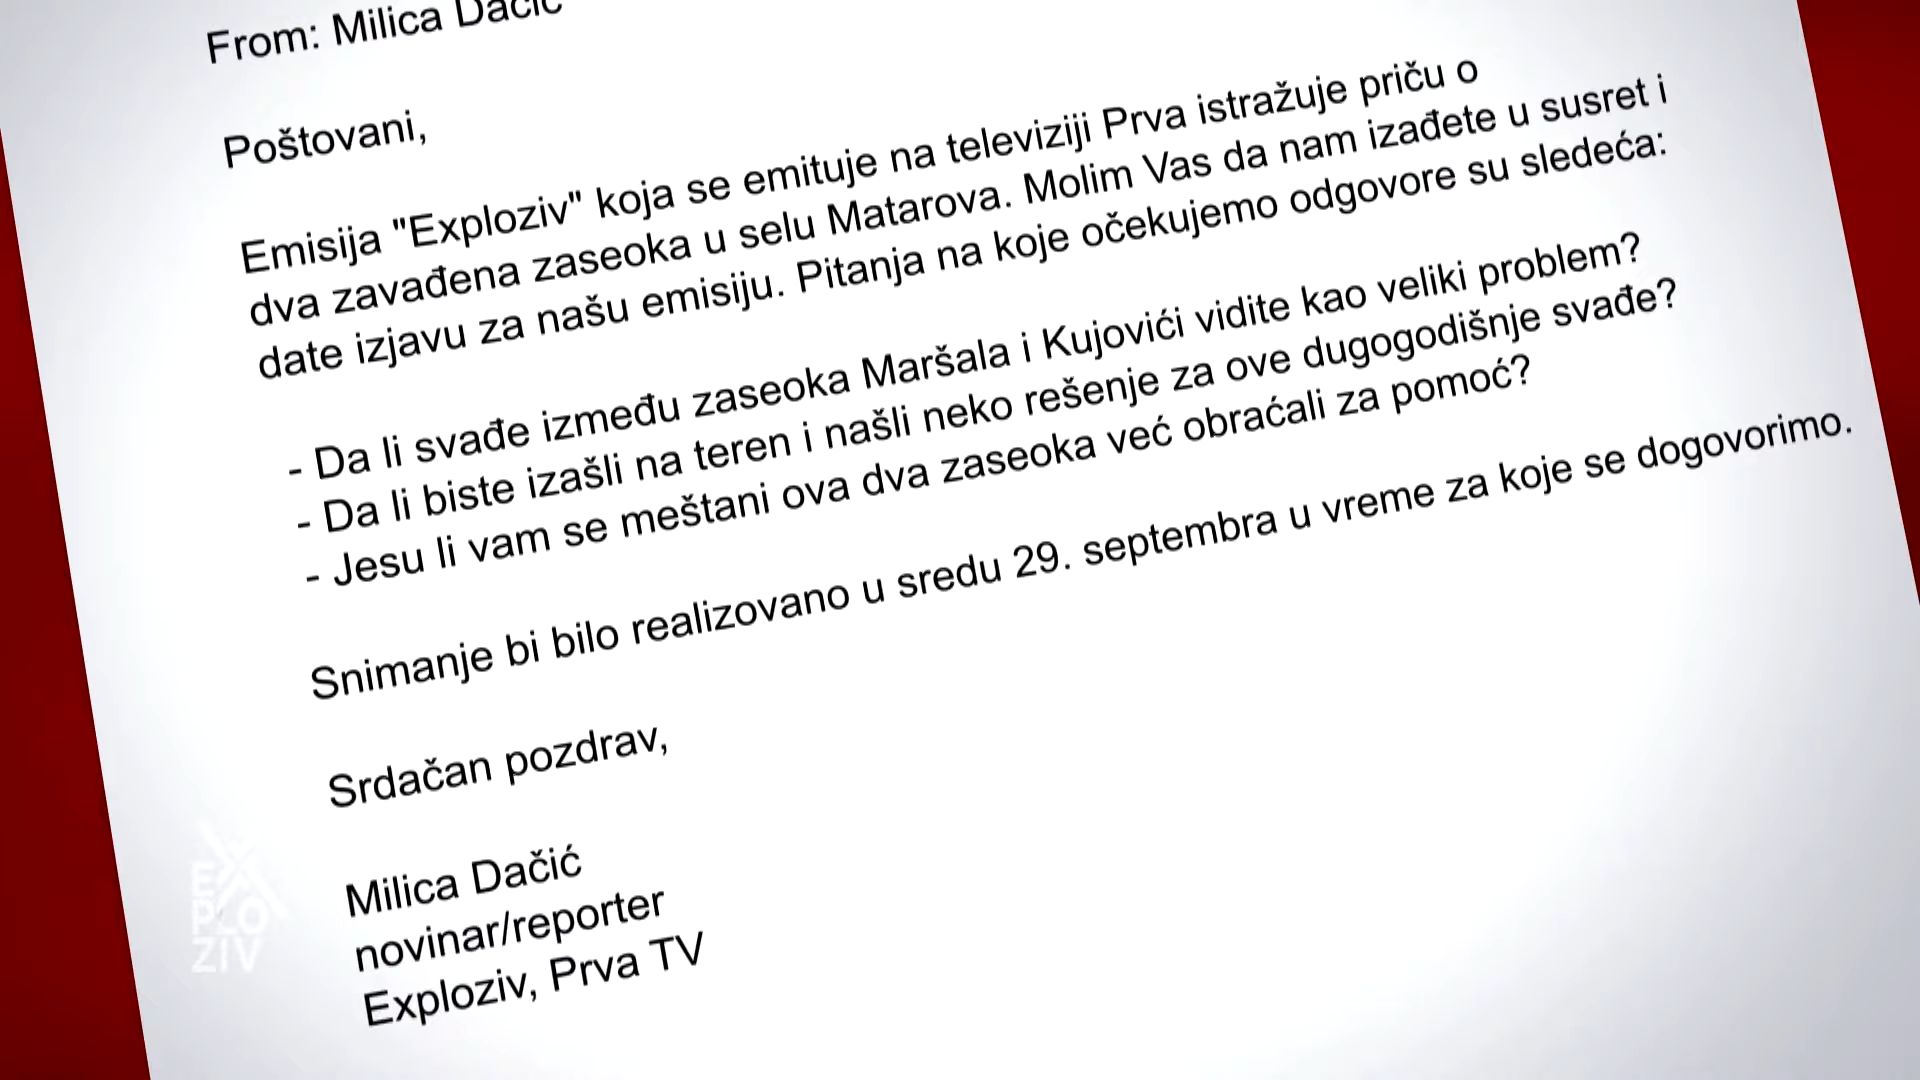 From: Milica Dačić
Poštovani,
Emisija "Exploziv" koja se emituje na televiziji Prva istražuje priču o
dva zavađena zaseoka u selu Matarova. Molim Vas da nam izađete u susret i
date izjavu za našu emisiju. Pitanja na koje očekujemo odgovore su sledeća:
- Da li svađe između zaseoka Maršala i Kujovići vidite kao veliki problem?
- Da li biste izašli na teren i našli neko rešenje za ove dugogodišnje svađe?
- Jesu li vam se meštani ova dva zaseoka već obraćali za pomoć?
Snimanje bi bilo realizovano u sredu 29. septembra u vreme za koje se dogovorimo.
Srdačan pozdrav,
Milica Dačić
novinar/reporter
Exploziv, Prva TV
EX
PLO
ZIV